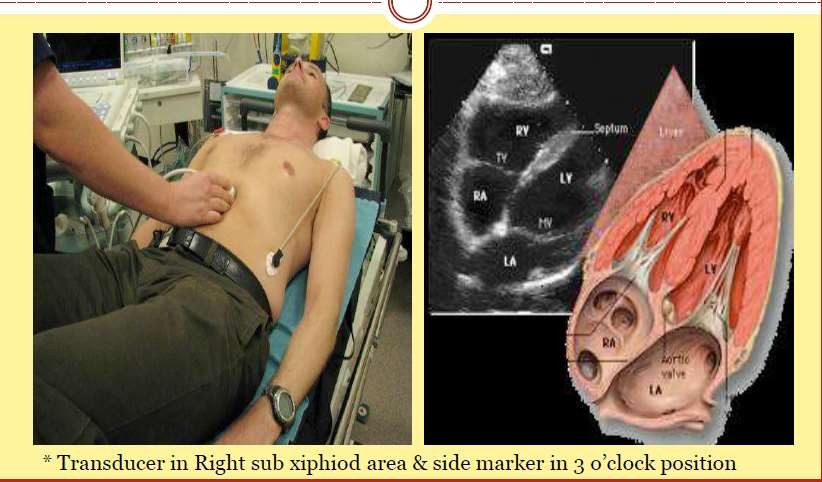 RV
Septum
TV
LV
RA
MV
LA
Liver
RV
LV
RA
Aortic
valve
LA
* Transducer in Right sub xiphiod area & side marker in 3 o’clock position